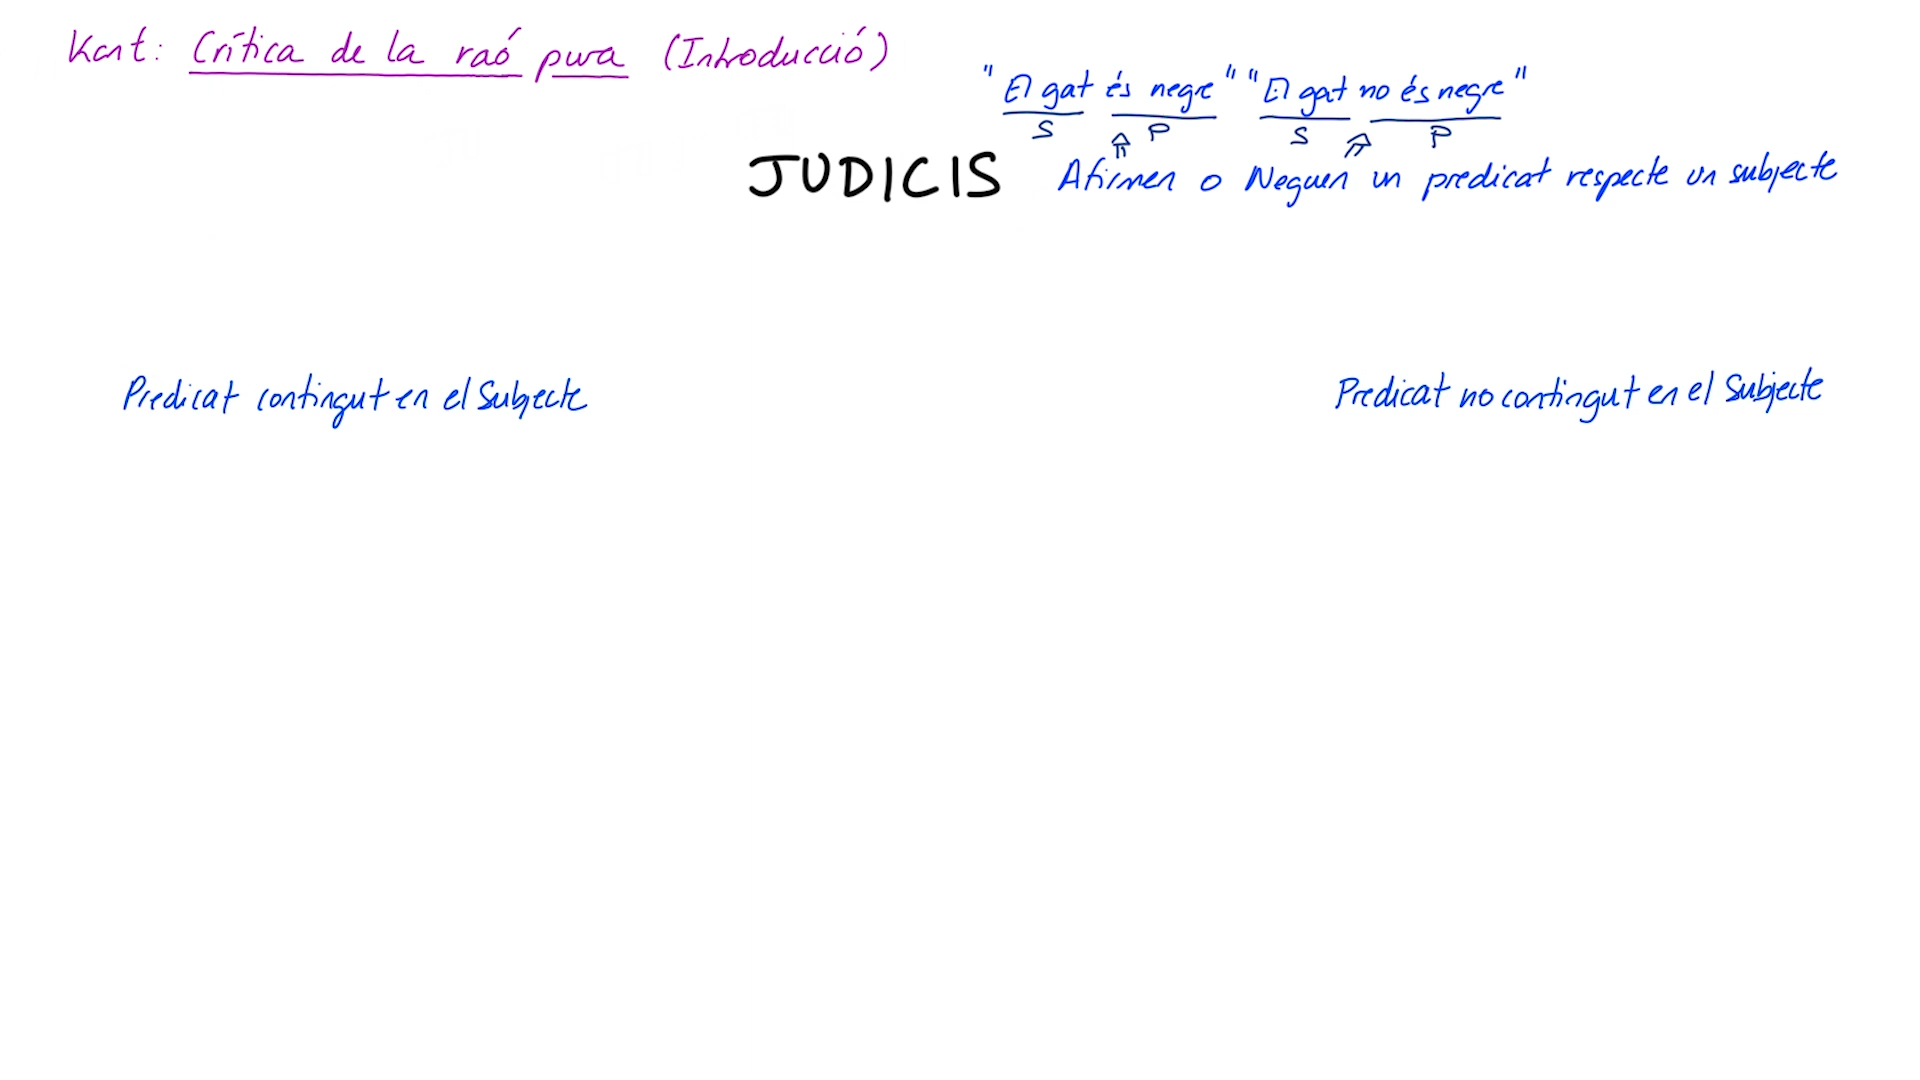 Kant: Crítica de la raó pura (Introducció)
"El gat és negre" "El gat no és negre"
S P S P
JUDICIS Afirmen o Neguen un predicat respecte un subjecte
Predicat contingut en el Subjecte Predicat no contingut en el Subjecte